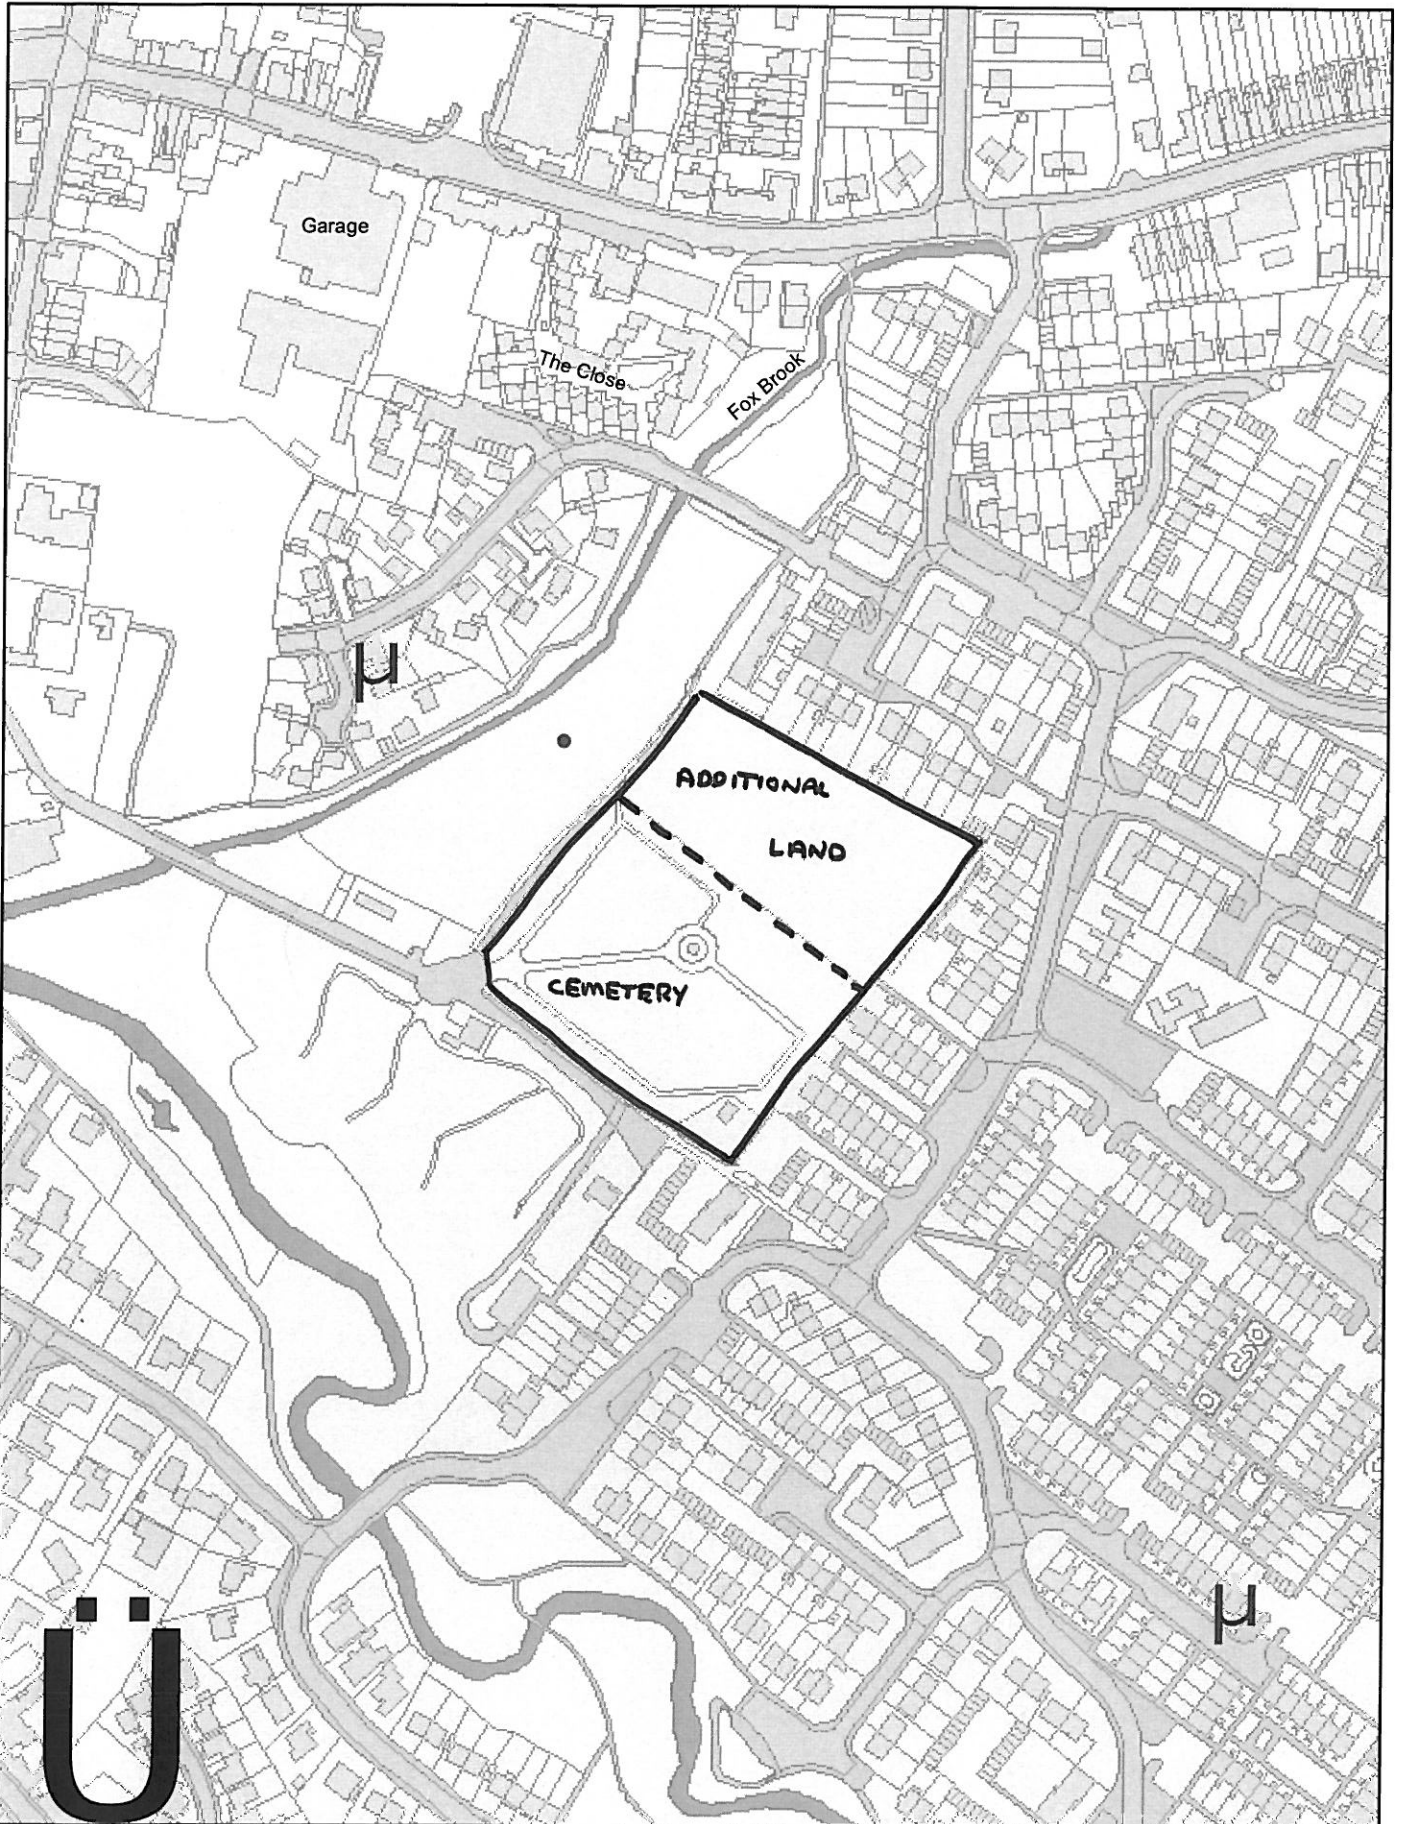 Garage
The Close
Fox Brook
µ
ADDITIONAL
LAND
CEMETERY
µ
Ü